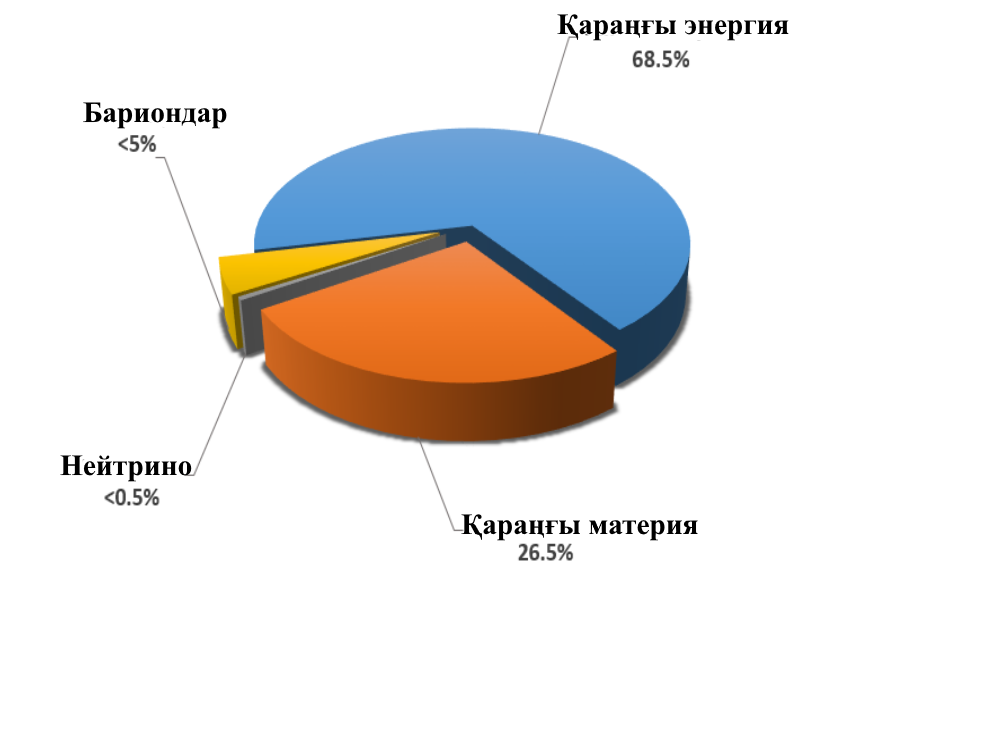 Қараңғы энергия
68.5%
Бариондар
<5%
Нейтрино
<0.5%
Қараңғы материя
26.5%